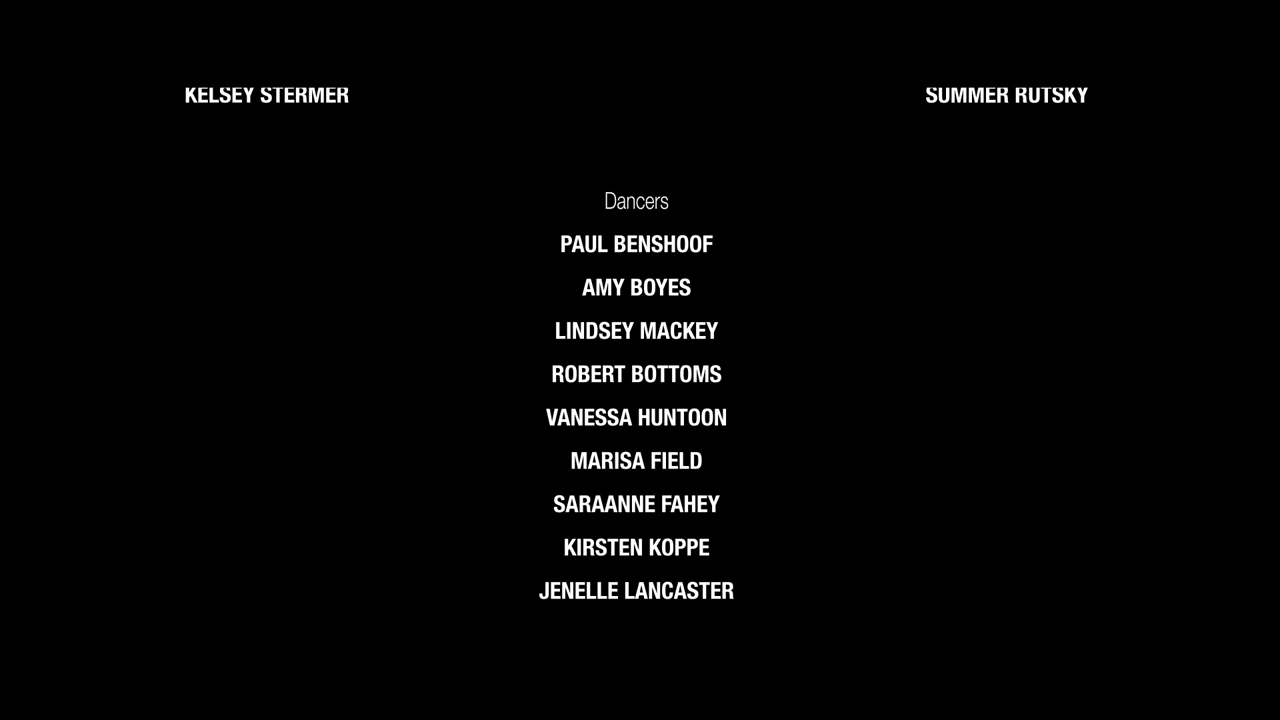 KELSEY STERMER SUMMER RUTSKY
Dancers
PAUL BENSHOOF
AMY BOYES
LINDSEY MACKEY
ROBERT BOTTOMS
VANESSA HUNTOON
MARISA FIELD
SARAANNE FAHEY
KIRSTEN KOPPE
JENELLE LANCASTER